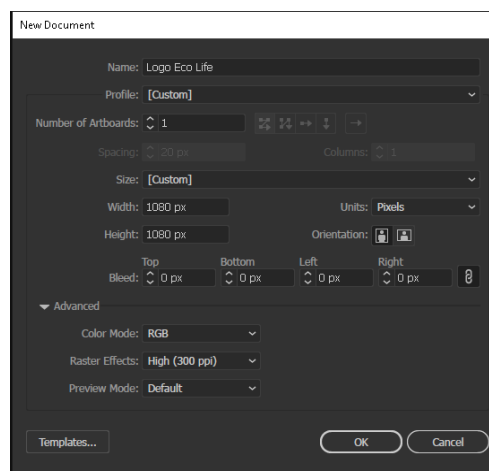 New Document
Name: Logo Eco Life
Profile: [Custom]
Number of Artboards: 1
Spacing: 20 px Columns: 1
Size: [Custom]
Width: 1080 px Units: Pixels
Height: 1080 px Orientation:
Top Bottom Left Right
Bleed: 0 px 0 px 0 px 0 px
Advanced
Color Mode: RGB
Raster Effects: High (300 ppi)
Preview Mode: Default
Templates... OK Cancel